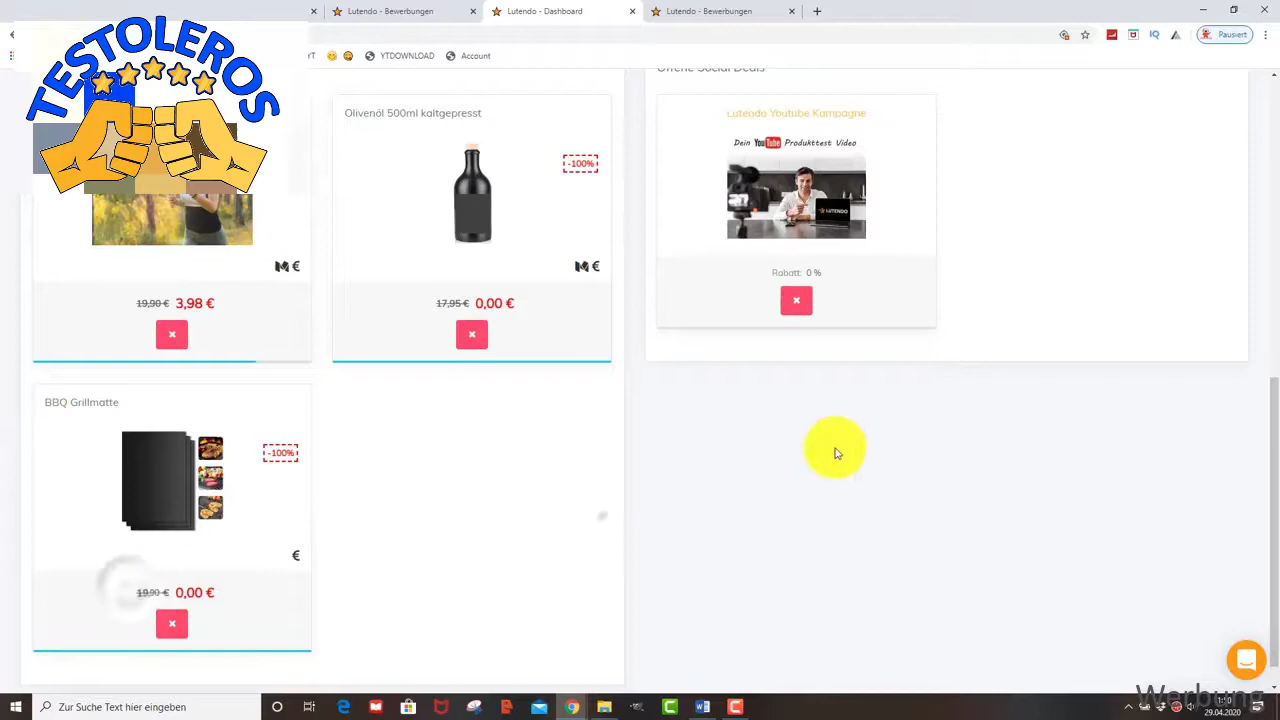 Lutendo - Bewerbungen
Lutendo - Dashboard
Lutendo - Bewerbungen
Pausiert
YTDOWNLOAD
Account
TESTOLEROS
Offene Social Deals
Olivenöl 500ml kaltgepresst
-100%
€
€
19,90 € 3,98 €
17,95 € 0,00 €
Lutendo Youtube Kampagne
Dein YouTube Produkttest Video
LUTENDO
Rabatt: 0 %
BBQ Grillmatte
-100%
€
19,90 € 0,00 €
Werbung
Zur Suche Text hier eingeben
29.04.2020